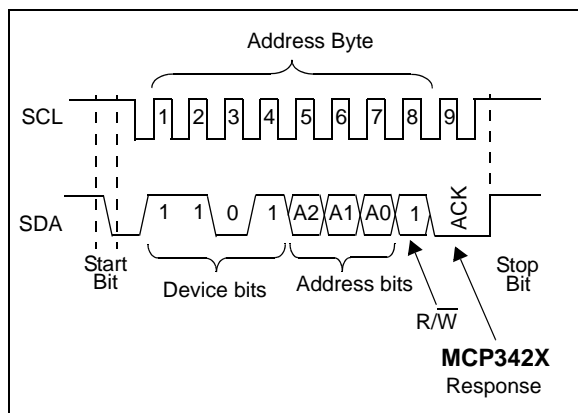 Address Byte
SCL 1 2 3 4 5 6 7 8 9
SDA 1 1 0 1 A2 A1 A0 1 ACK
Start Bit
Device bits
Address bits
Stop Bit
R/W̅
MCP342X
Response